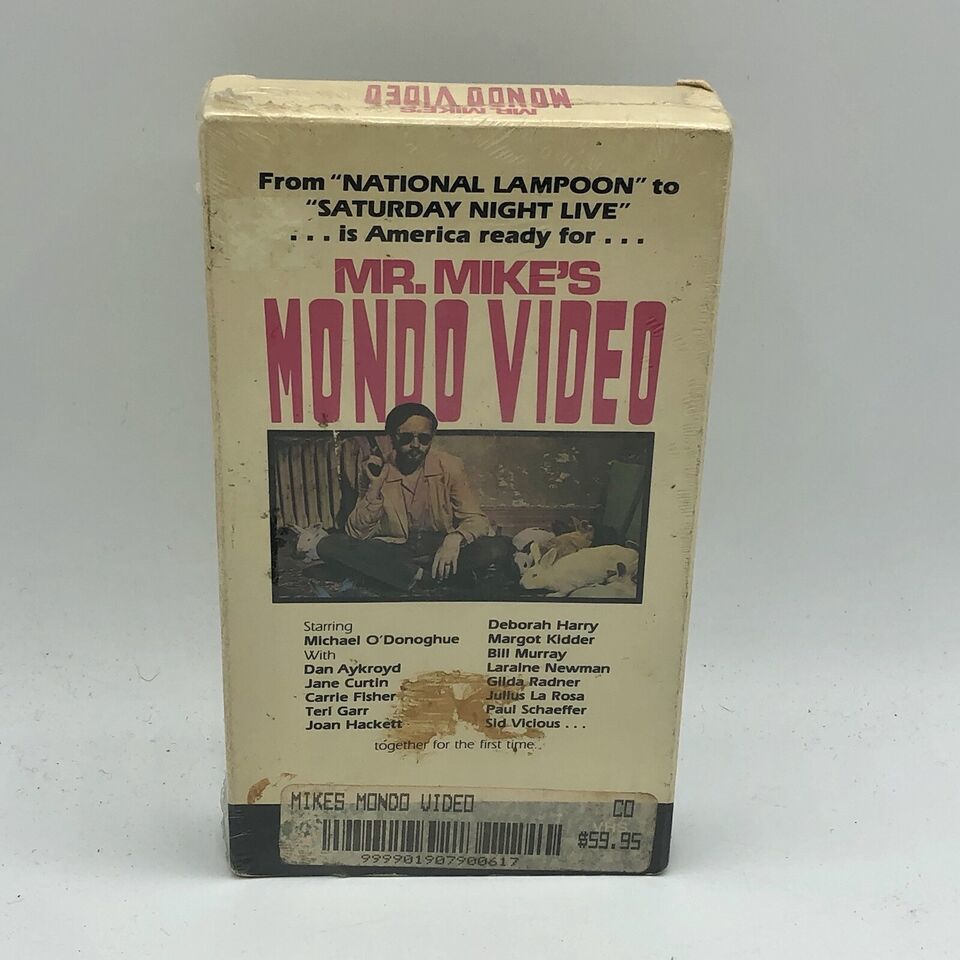 MR. MIKE'S
MONDO VIDEO
From "NATIONAL LAMPOON" to
"SATURDAY NIGHT LIVE"
... is America ready for ...
MR. MIKE'S
MONDO VIDEO
Starring
Michael O'Donoghue
With
Dan Aykroyd
Jane Curtin
Carrie Fisher
Teri Garr
Joan Hackett
Deborah Harry
Margot Kidder
Bill Murray
Laraine Newman
Gilda Radner
Julius La Rosa
Paul Schaeffer
Sid Vicious ...
together for the first time...
MIKES MONDO VIDEO CO
$59.95
999901907900617